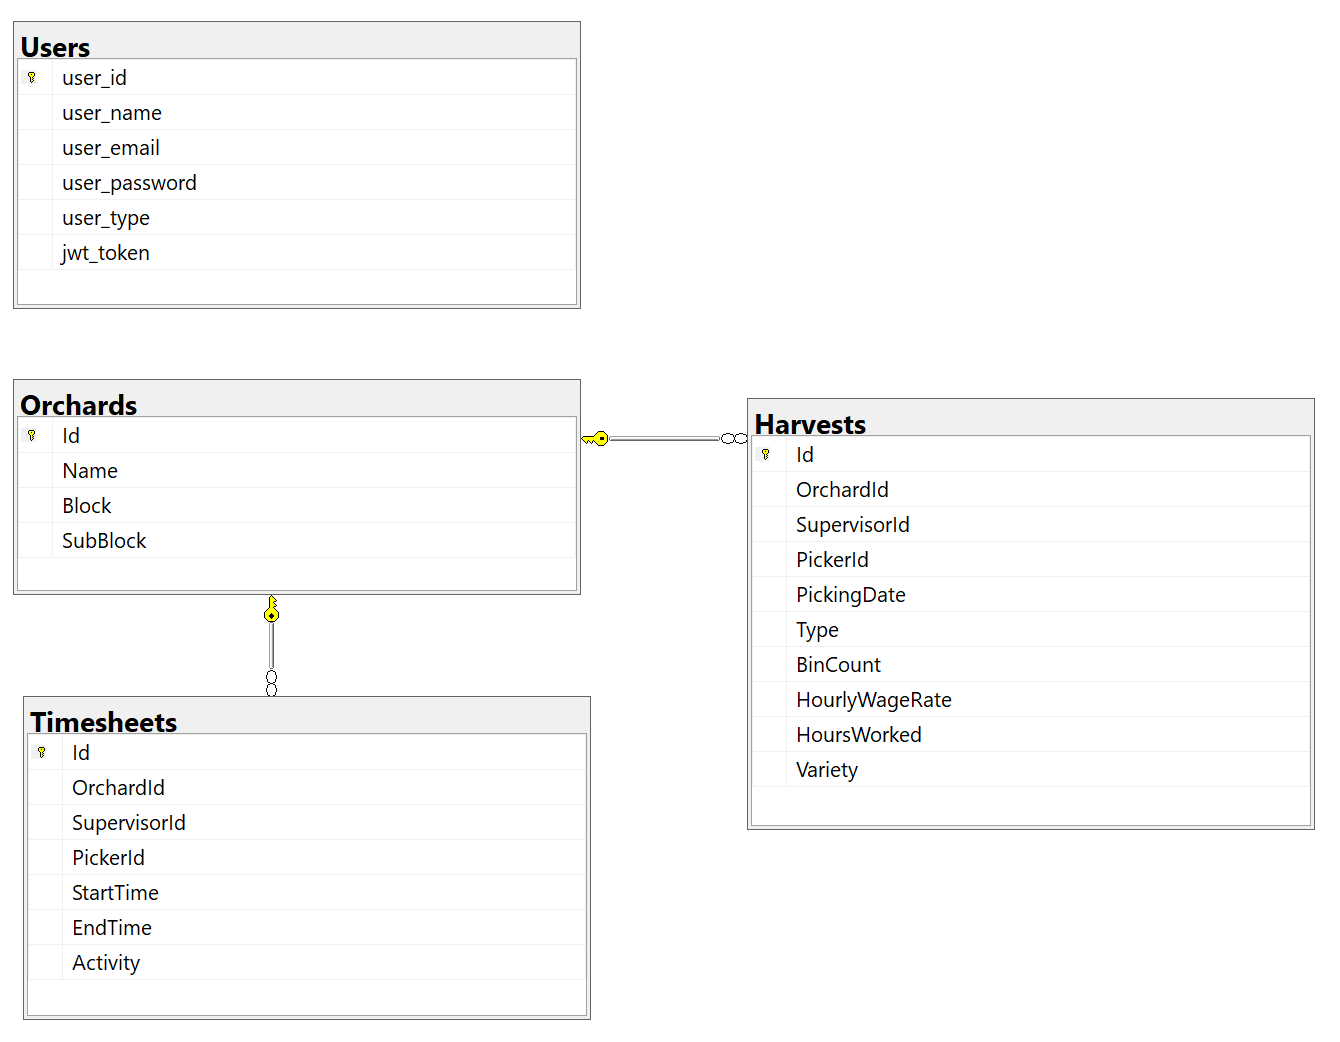 Users
user_id
user_name
user_email
user_password
user_type
jwt_token
Orchards
Id
Name
Block
SubBlock
Harvests
Id
OrchardId
SupervisorId
PickerId
PickingDate
Type
BinCount
HourlyWageRate
HoursWorked
Variety
Timesheets
Id
OrchardId
SupervisorId
PickerId
StartTime
EndTime
Activity